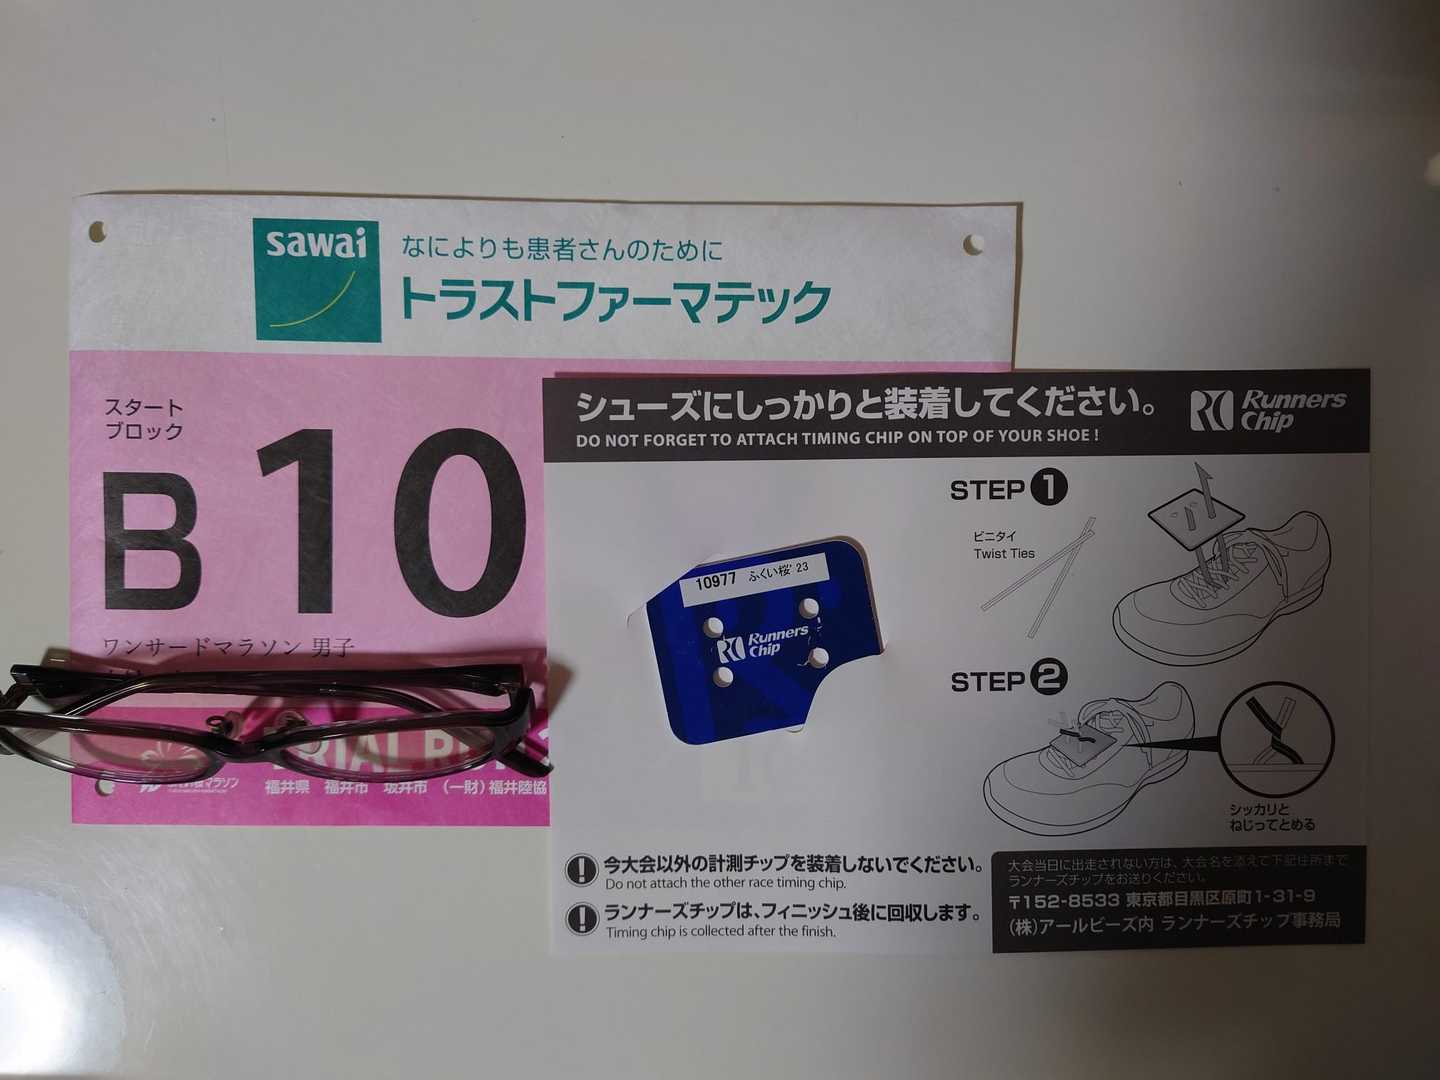 sawai
なによりも患者さんのために
トラストファーマテック
スタート
ブロック
B 10
ワンサードマラソン 男子
福井県 福井市 坂井市 (一財)福井陸協
シューズにしっかりと装着してください。
DO NOT FORGET TO ATTACH TIMING CHIP ON TOP OF YOUR SHOE !
Runners
Chip
10977 ふくい桜'23
Runners
Chip
STEP 1
ビニタイ
Twist Ties
STEP 2
シッカリと
ねじってとめる
今大会以外の計測チップを装着しないでください。
Do not attach the other race timing chip.
ランナーズチップは、フィニッシュ後に回収します。
Timing chip is collected after the finish.
大会当日に出走されない方は、大会名を添えて下記住所まで
ランナーズチップをお送りください。
〒152-8533 東京都目黒区原町1-31-9
(株)アールビーズ内 ランナーズチップ事務局